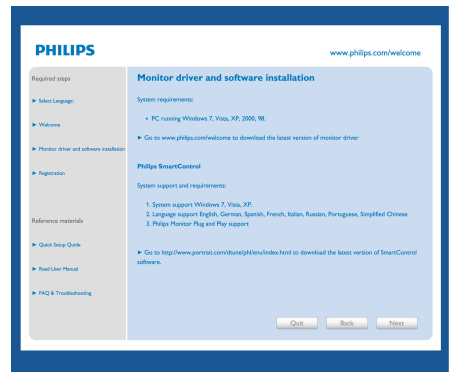 PHILIPS
www.philips.com/welcome
Required steps
► Select Language:
► Welcome
► Monitor driver and software installation
► Registration
Reference materials
► Quick Setup Guide
► Read User Manual
► FAQ & Troubleshooting
Monitor driver and software installation
System requirements:
• PC running Windows 7, Vista, XP, 2000, 98.
► Go to www.philips.com/welcome to download the latest version of monitor driver
Philips SmartControl
System support and requirements:
1. System support Windows 7, Vista, XP.
2. Language support English, German, Spanish, French, Italian, Russian, Portuguese, Simplified Chinese
3. Philips Monitor Plug and Play support
► Go to http://www.portrait.com/dtune/phl/enu/index.html to download the latest version of SmartControl
software.
Quit
Back
Next